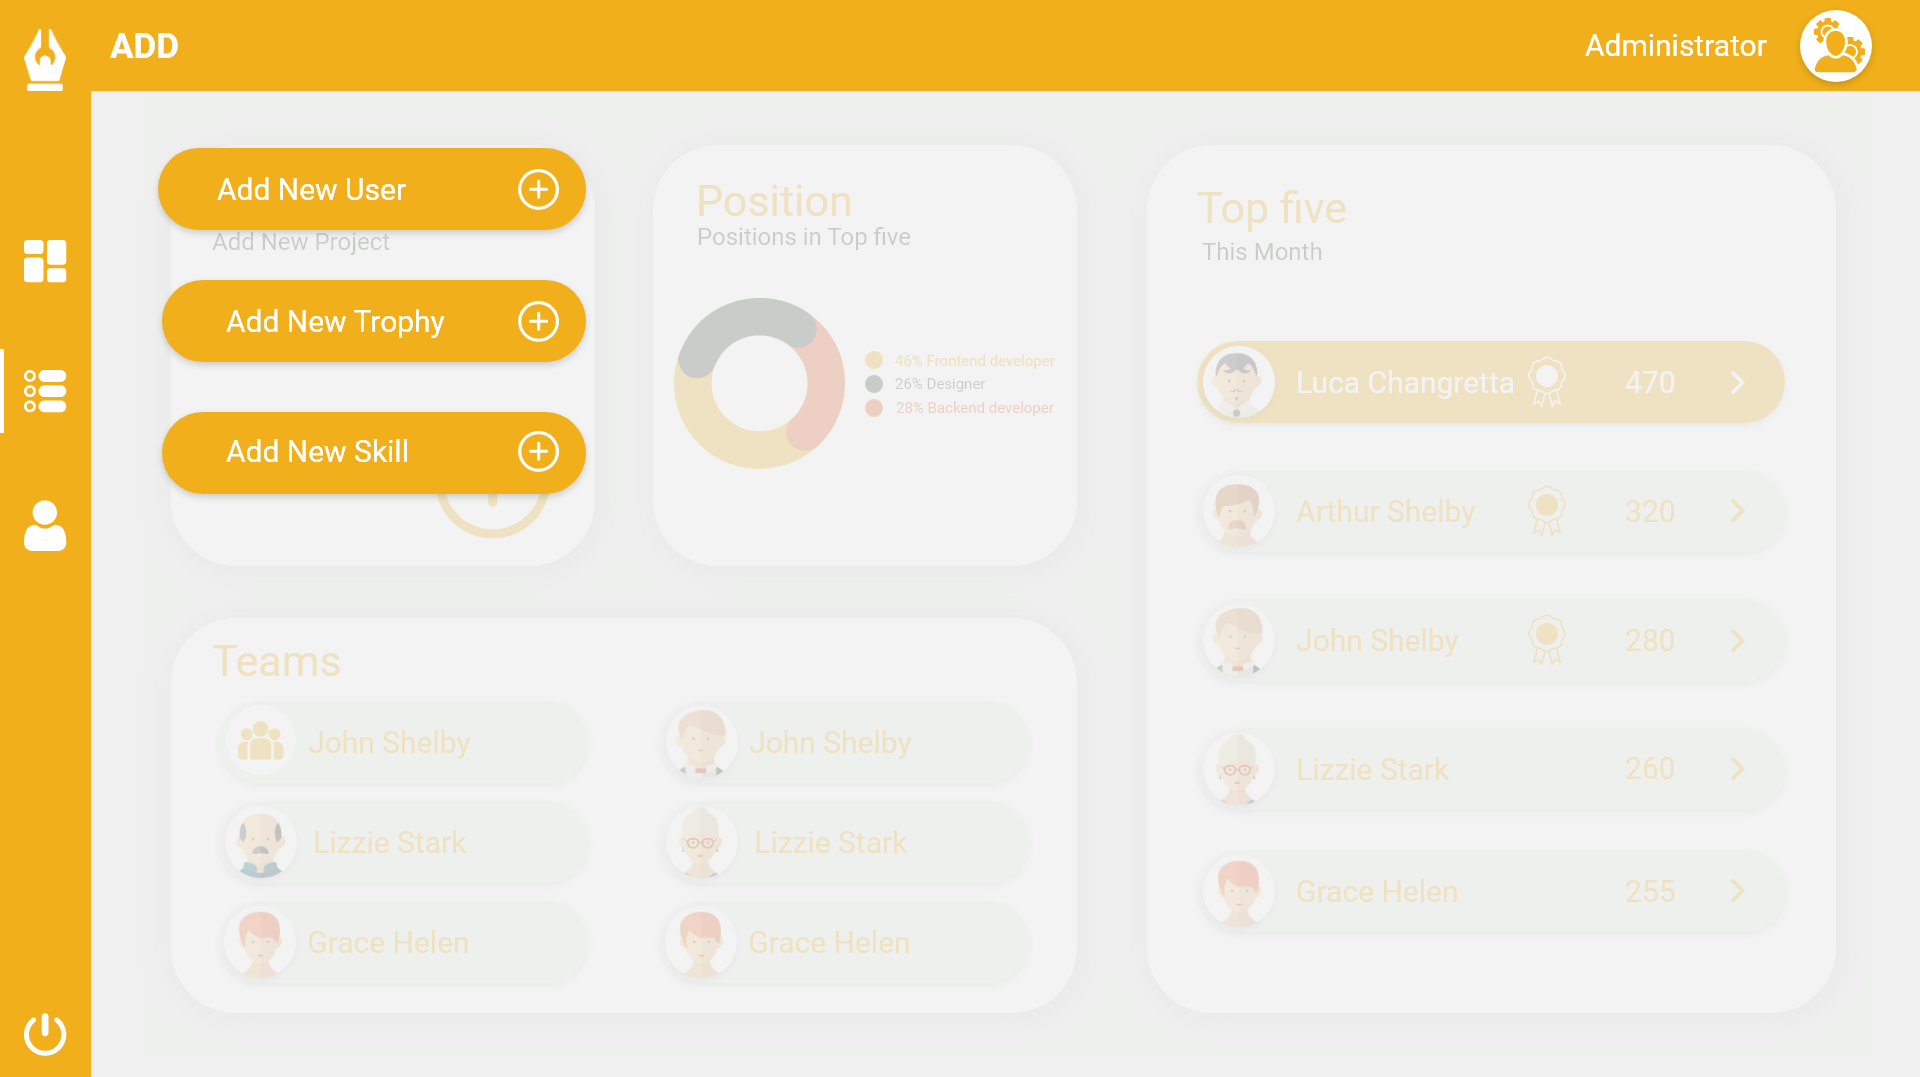 ADD
Administrator
Add New User
Add New Project
Add New Trophy
Add New Skill
Position
Positions in Top five
46% Frontend developer
26% Designer
28% Backend developer
Top five
This Month
Luca Changretta 470
Arthur Shelby 320
John Shelby 280
Lizzie Stark 260
Grace Helen 255
Teams
John Shelby
John Shelby
Lizzie Stark
Lizzie Stark
Grace Helen
Grace Helen